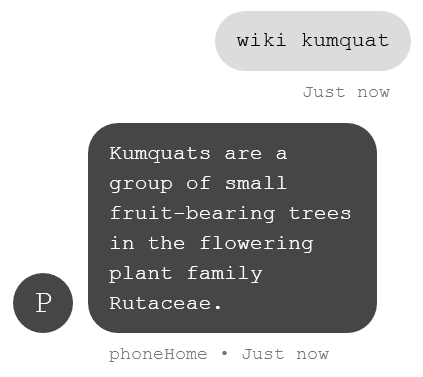 wiki kumquat
Just now
Kumquats are a
group of small
fruit-bearing trees
in the flowering
plant family
Rutaceae.
P
phoneHome • Just now